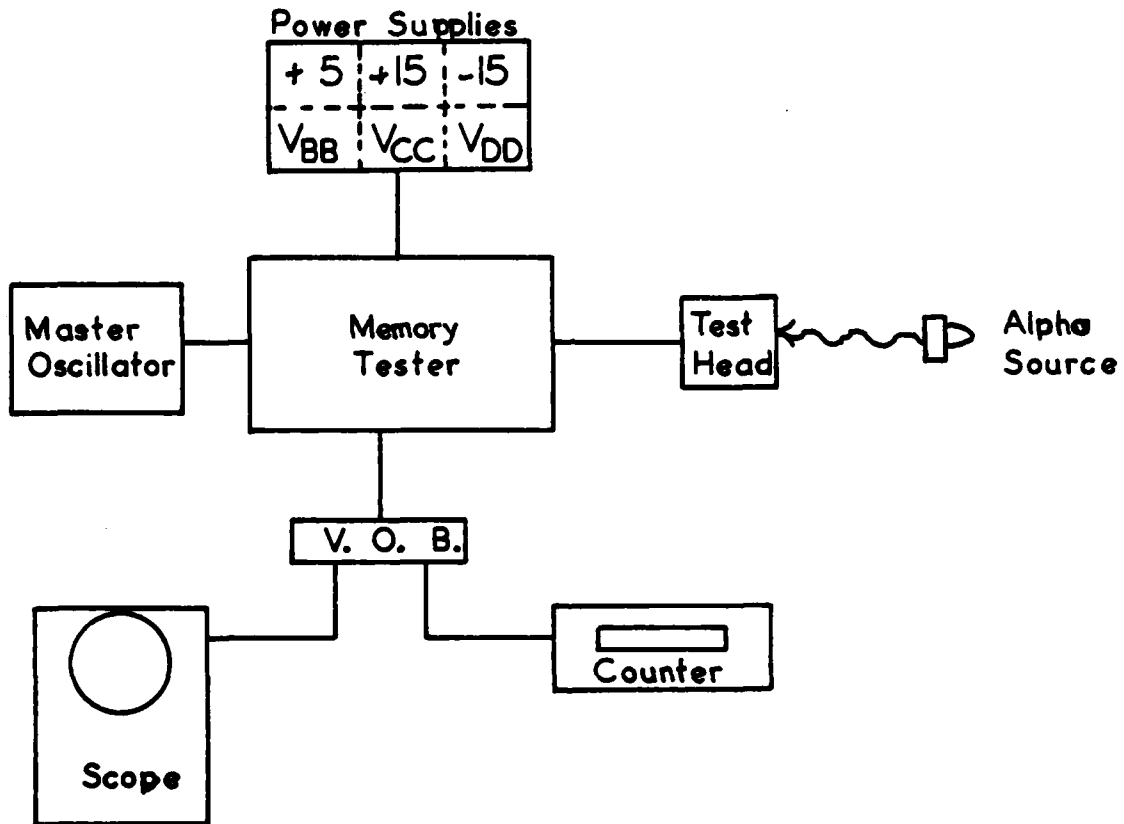 Power Supplies
+ 5 +15 -15
VBB VCC VDD
Master
Oscillator
Memory
Tester
Test
Head
Alpha
Source
V. O. B.
Counter
Scope